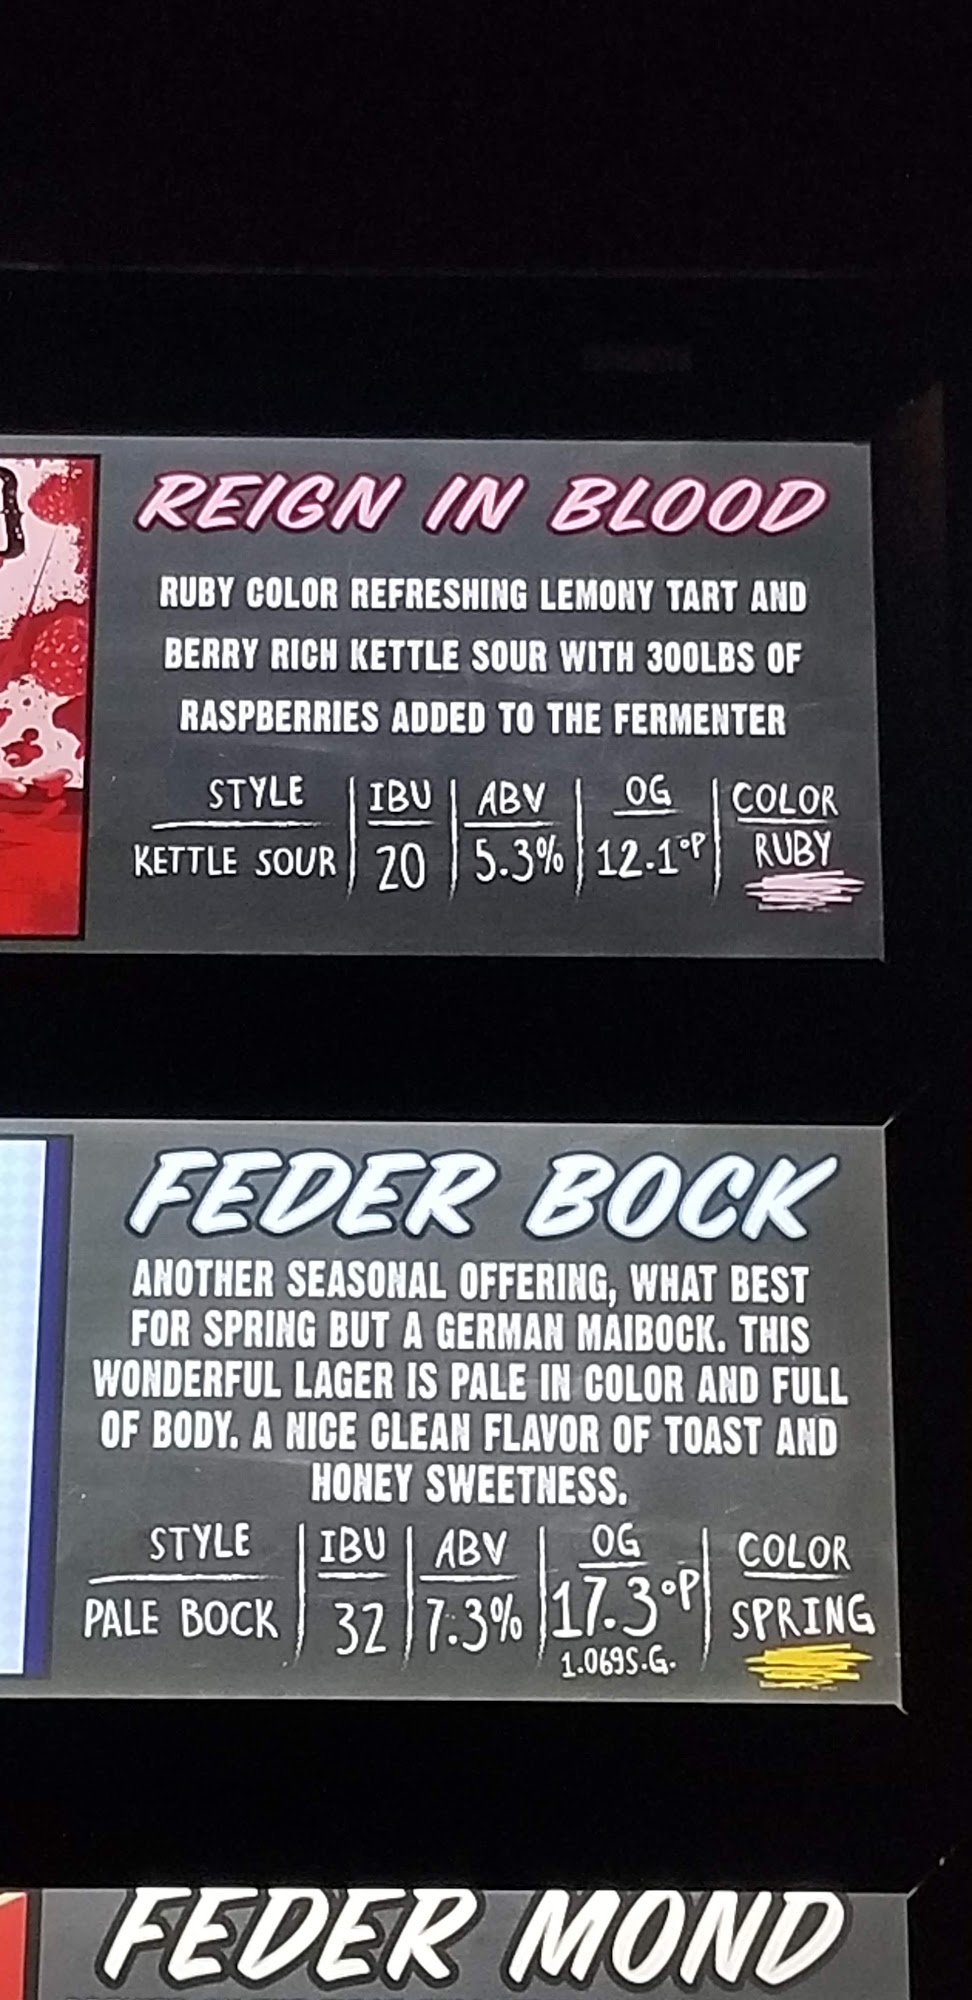 REIGN IN BLOOD
RUBY COLOR REFRESHING LEMONY TART AND
BERRY RICH KETTLE SOUR WITH 300LBS OF
RASPBERRIES ADDED TO THE FERMENTER
STYLE IBU ABV OG COLOR
KETTLE SOUR 20 5.3% 12.1°P RUBY
FEDER BOCK
ANOTHER SEASONAL OFFERING, WHAT BEST
FOR SPRING BUT A GERMAN MAIBOCK. THIS
WONDERFUL LAGER IS PALE IN COLOR AND FULL
OF BODY. A NICE CLEAN FLAVOR OF TOAST AND
HONEY SWEETNESS.
STYLE IBU ABV OG COLOR
PALE BOCK 32 7.3% 17.3°P SPRING
1.069S.G.
FEDER MOND